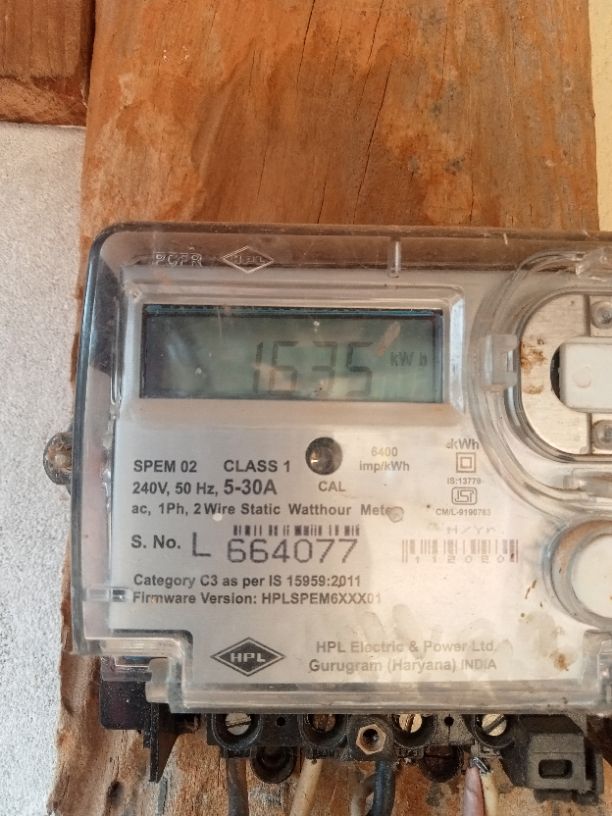 HPL
1635 kWh
SPEM 02 CLASS 1 6400 imp/kWh kWh
240V, 50 Hz, 5-30A CAL IS:13779
ac, 1Ph, 2 Wire Static Watthour Meter CM/L-9190763
S. No. L 664077
Category C3 as per IS 15959:2011
Firmware Version: HPLSPEM6XXX01
HPL HPL Electric & Power Ltd.
Gurugram (Haryana) INDIA